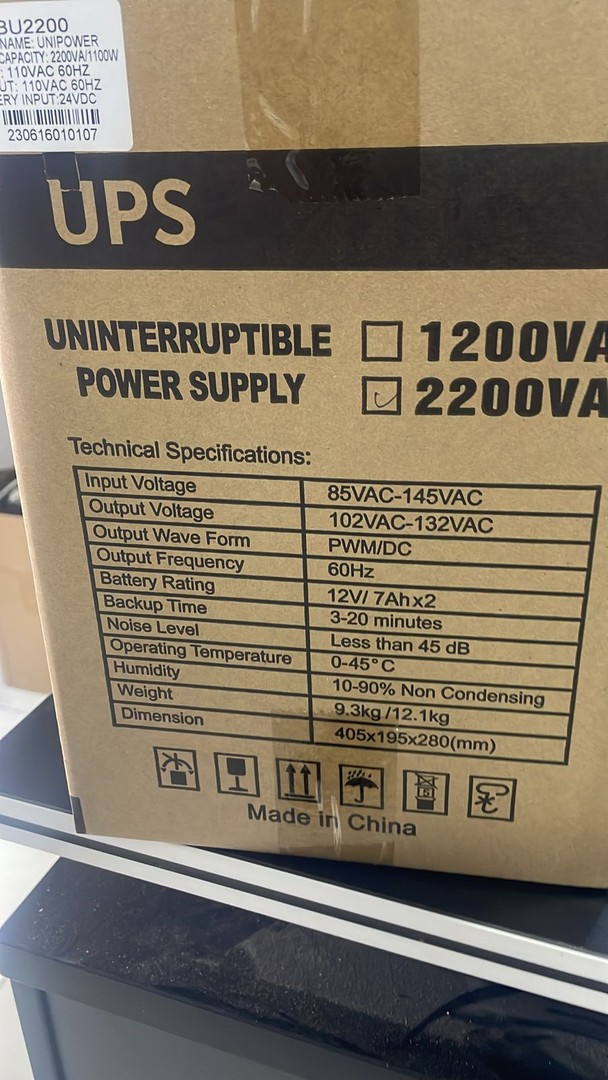 BU2200
NAME: UNIPOWER
CAPACITY: 2200VA/1100W
: 110VAC 60HZ
UT: 110VAC 60HZ
ERY INPUT:24VDC
230616010107
UPS
UNINTERRUPTIBLE
POWER SUPPLY
1200VA
2200VA
Technical Specifications:
Input Voltage 85VAC-145VAC
Output Voltage 102VAC-132VAC
Output Wave Form PWM/DC
Output Frequency 60Hz
Battery Rating 12V/ 7Ahx2
Backup Time 3-20 minutes
Noise Level Less than 45 dB
Operating Temperature 0-45°C
Humidity 10-90% Non Condensing
Weight 9.3kg /12.1kg
Dimension 405x195x280(mm)
5
Made in China